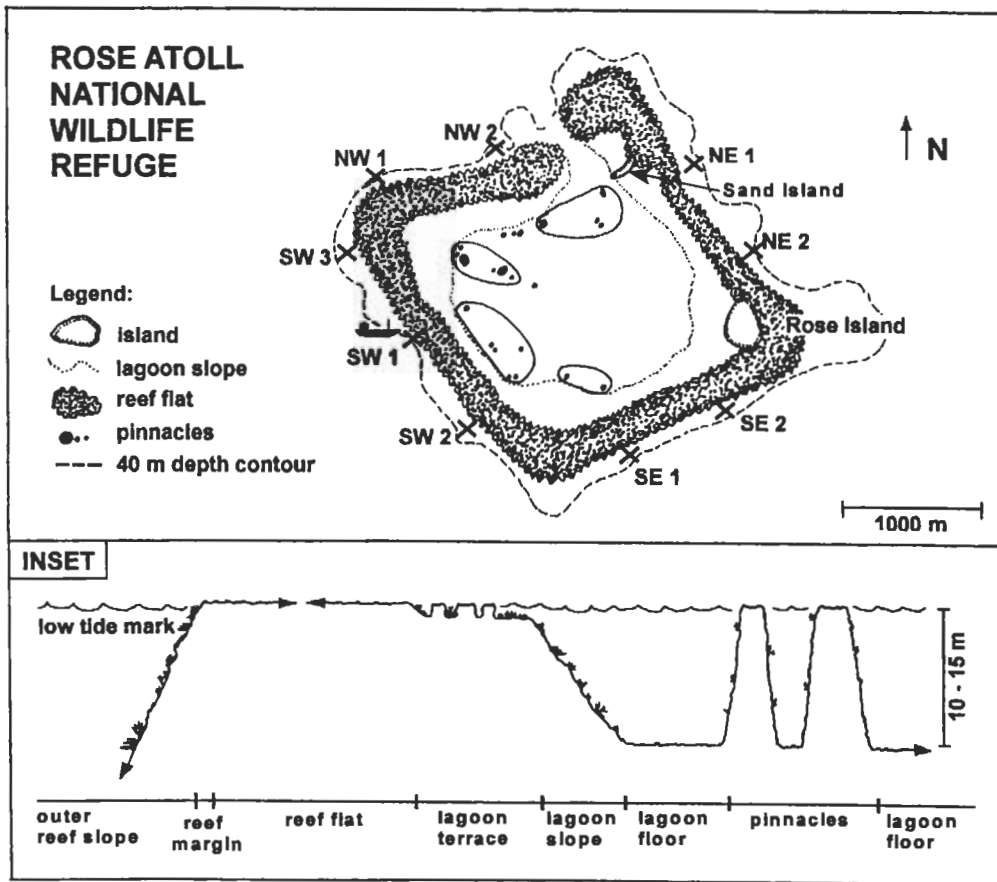 ROSE ATOLL
NATIONAL
WILDLIFE
REFUGE
NW 2
NW 1
N
NE 1
Sand Island
NE 2
SW 3
Legend:
island
Rose Island
SW 1
lagoon slope
reef flat
pinnacles
SW 2
SE 2
40 m depth contour
SE 1
1000 m
INSET
low tide mark
10 - 15 m
outer
reef slope
reef
margin
reef flat
lagoon
terrace
lagoon
slope
lagoon
floor
pinnacles
lagoon
floor